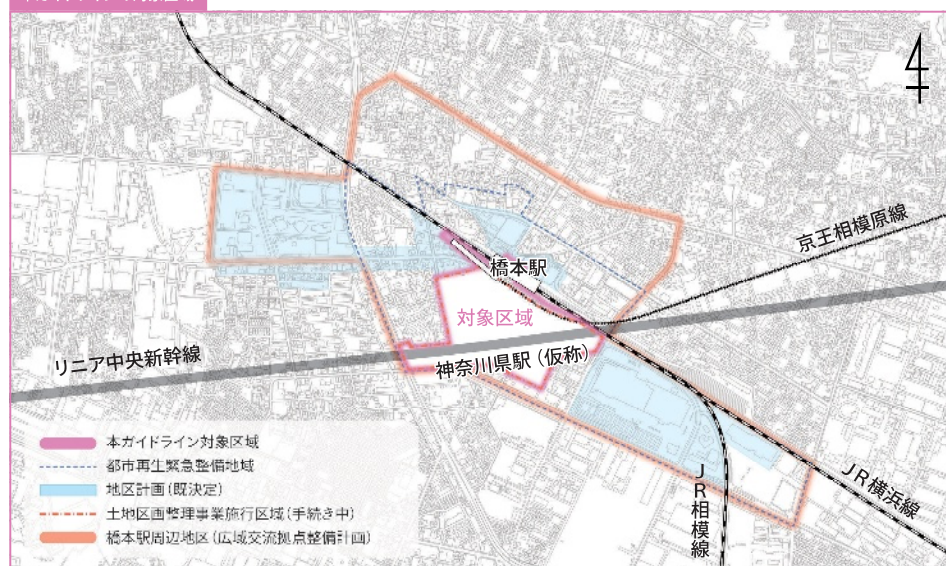 京王相模原線
橋本駅
対象区域
リニア中央新幹線
神奈川県駅（仮称）
本ガイドライン対象区域
都市再生緊急整備地域
地区計画（既決定）
土地区画整理事業施行区域（手続き中）
橋本駅周辺地区（広域交流拠点整備計画）
JR相模線
JR横浜線